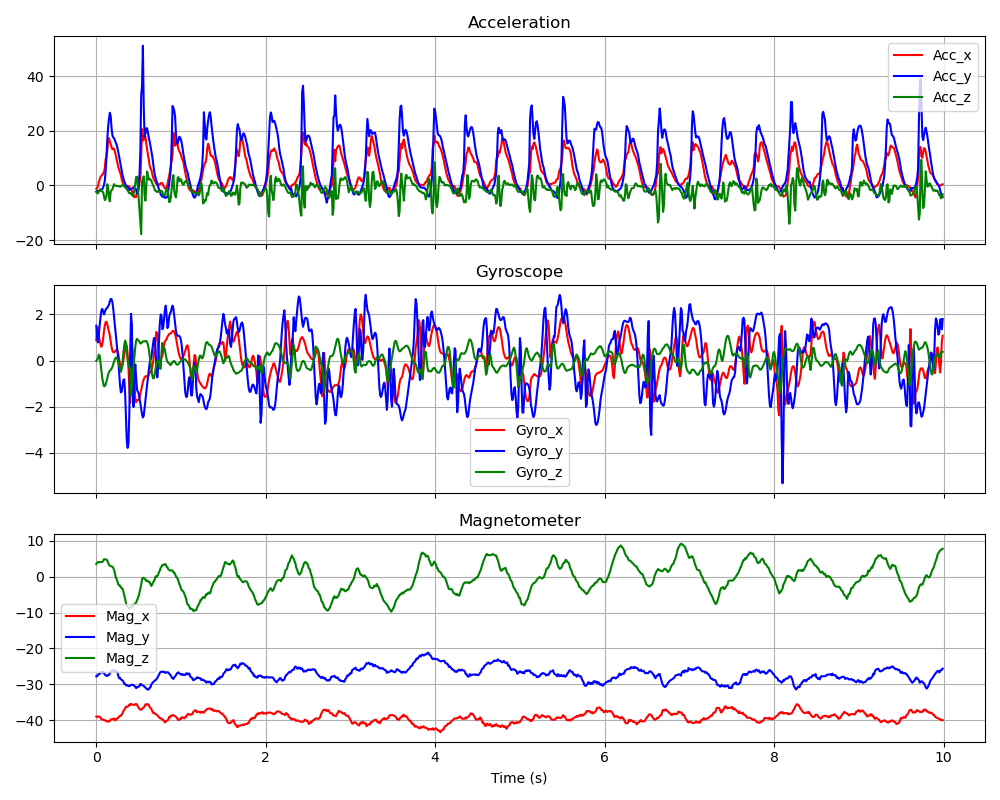 Acceleration
40
20
0
−20
Acc_x
Acc_y
Acc_z
Gyroscope
2
0
−2
−4
Gyro_x
Gyro_y
Gyro_z
Magnetometer
10
0
−10
−20
−30
−40
Mag_x
Mag_y
Mag_z
0 2 4 6 8 10
Time (s)